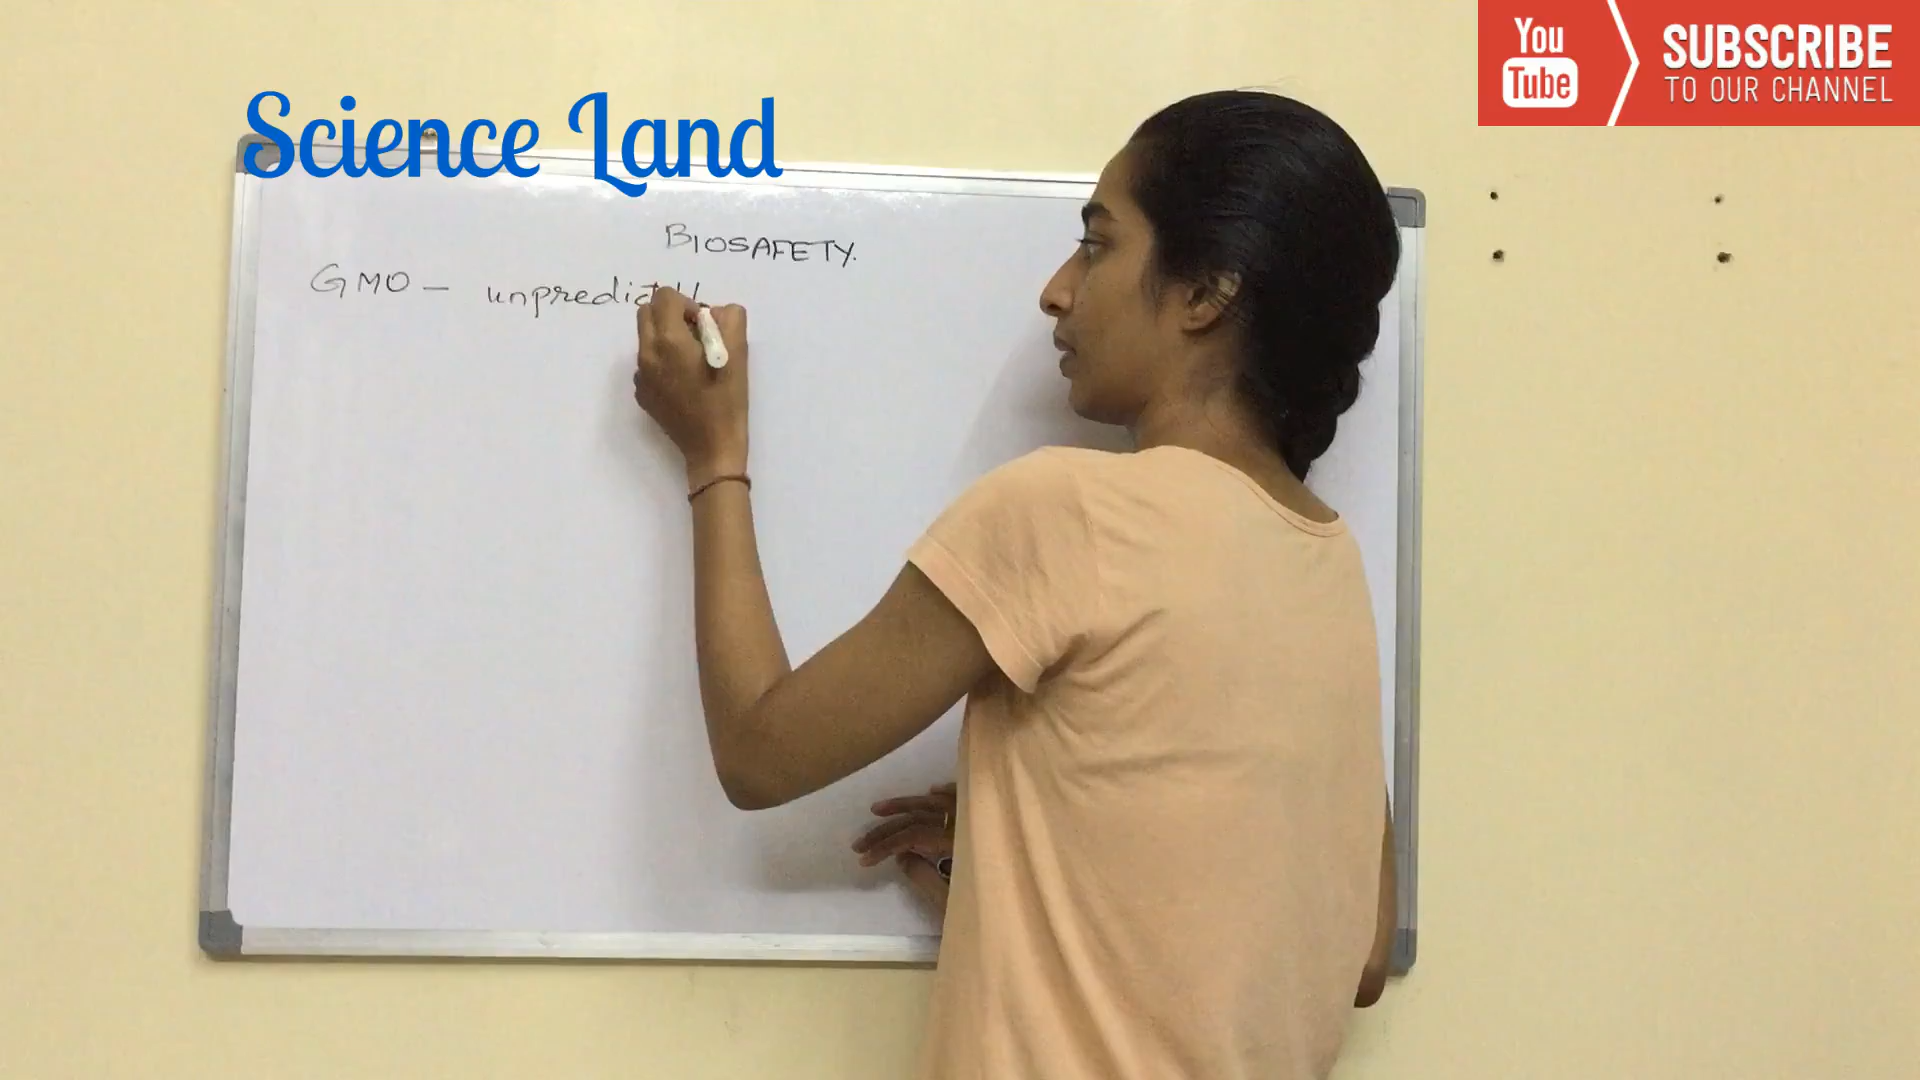 You
Tube
SUBSCRIBE
TO OUR CHANNEL
Science Land
BIOSAFETY.
GMO –